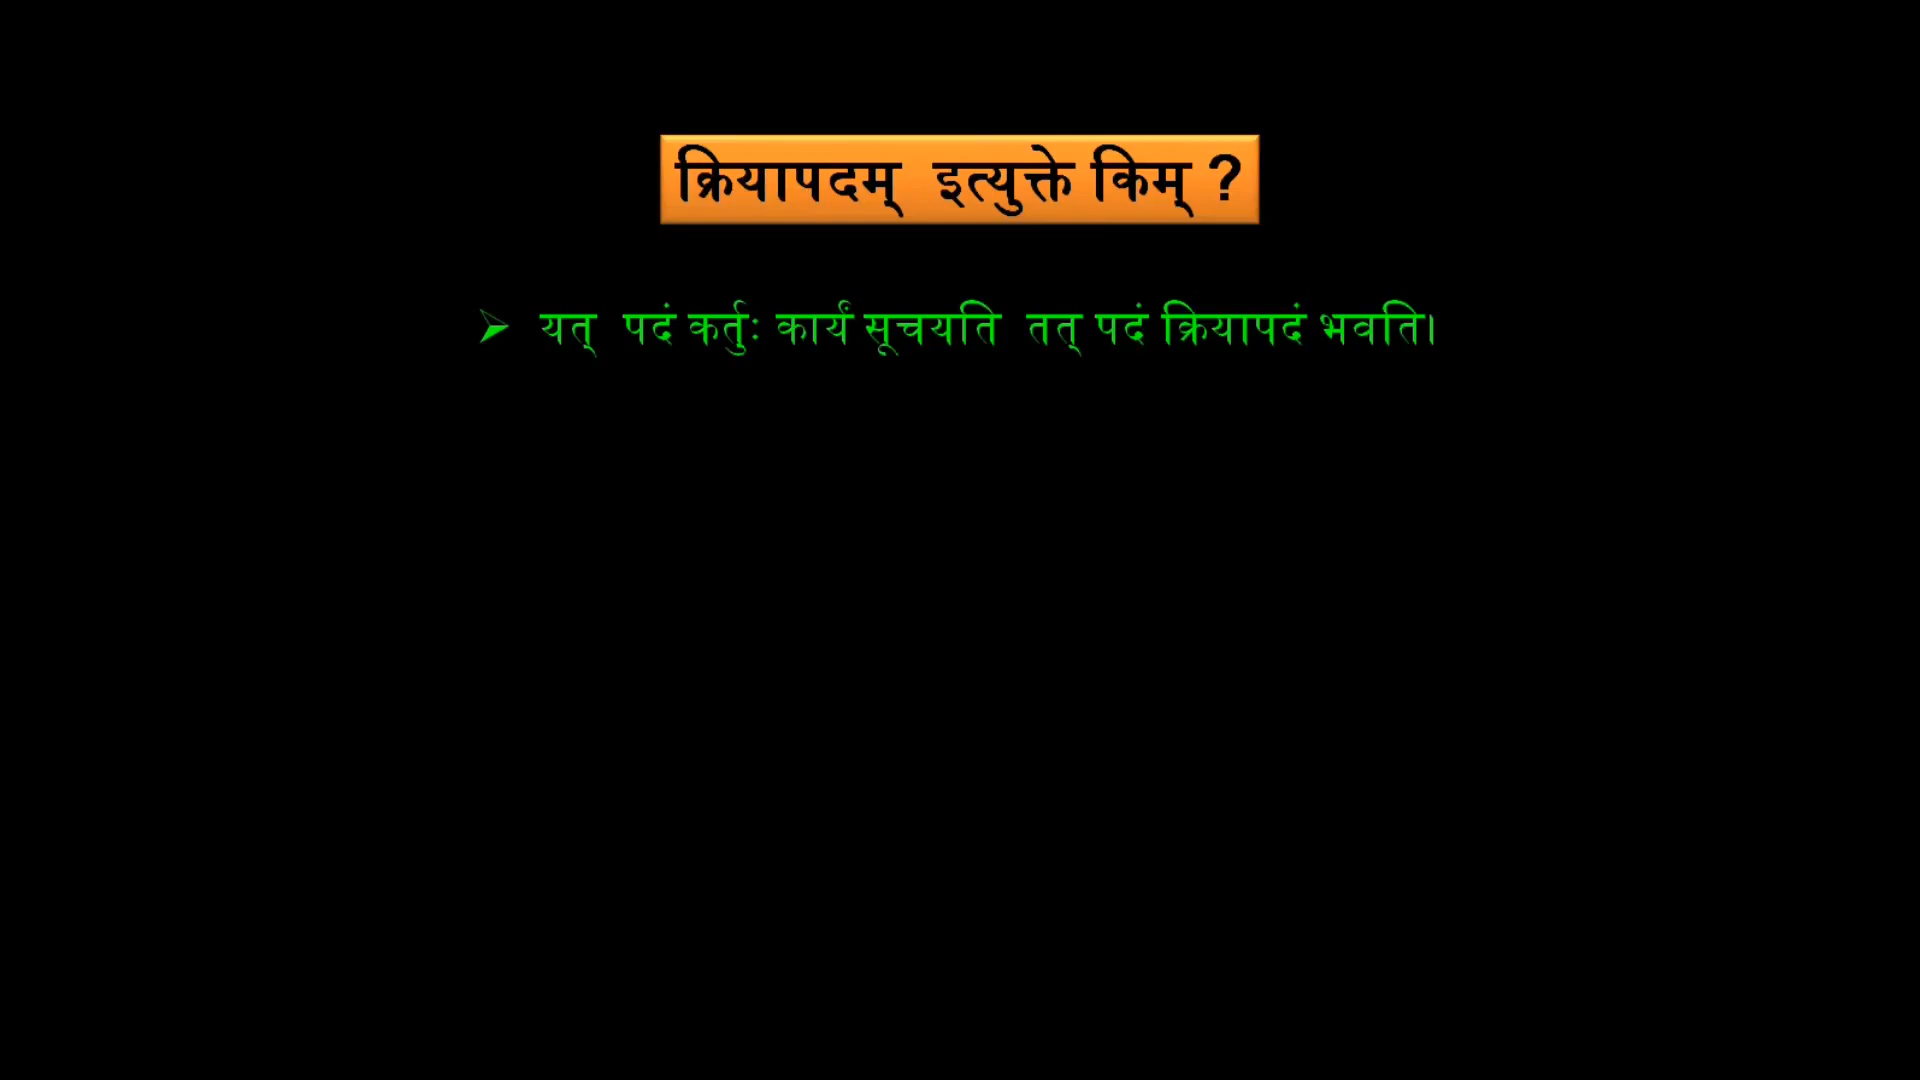 क्रियापदम् इत्युक्ते किम् ?
➢ यत् पदं कर्तुः कार्यं सूचयति तत् पदं क्रियापदं भवति।